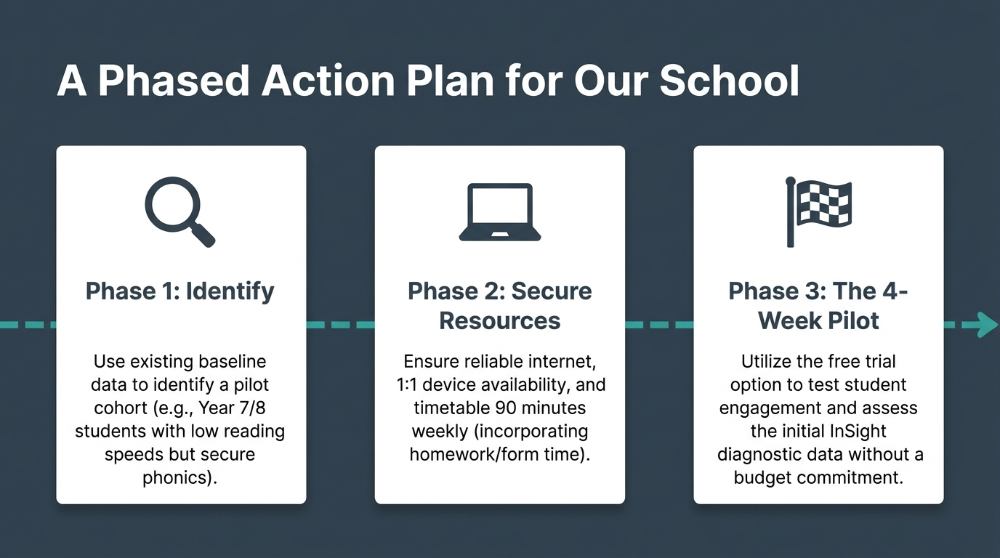 A Phased Action Plan for Our School
Phase 1: Identify
Use existing baseline
data to identify a pilot
cohort (e.g., Year 7/8
students with low reading
speeds but secure
phonics).
Phase 2: Secure
Resources
Ensure reliable internet,
1:1 device availability, and
timetable 90 minutes
weekly (incorporating
homework/form time).
Phase 3: The 4-
Week Pilot
Utilize the free trial
option to test student
engagement and assess
the initial InSight
diagnostic data without a
budget commitment.